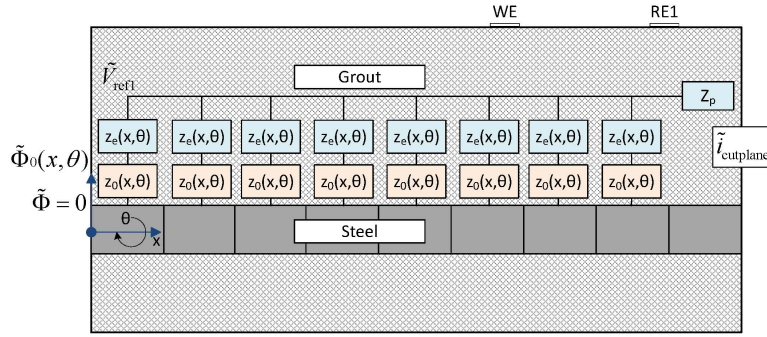 WE RE1
Ṽref1
Grout
Zp
ze(x,θ) ze(x,θ) ze(x,θ) ze(x,θ) ze(x,θ) ze(x,θ) ze(x,θ) ze(x,θ)
ĩcutplane
Φ̃0(x,θ)
z0(x,θ) z0(x,θ) z0(x,θ) z0(x,θ) z0(x,θ) z0(x,θ) z0(x,θ) z0(x,θ)
Φ̃ = 0
θ
x
Steel